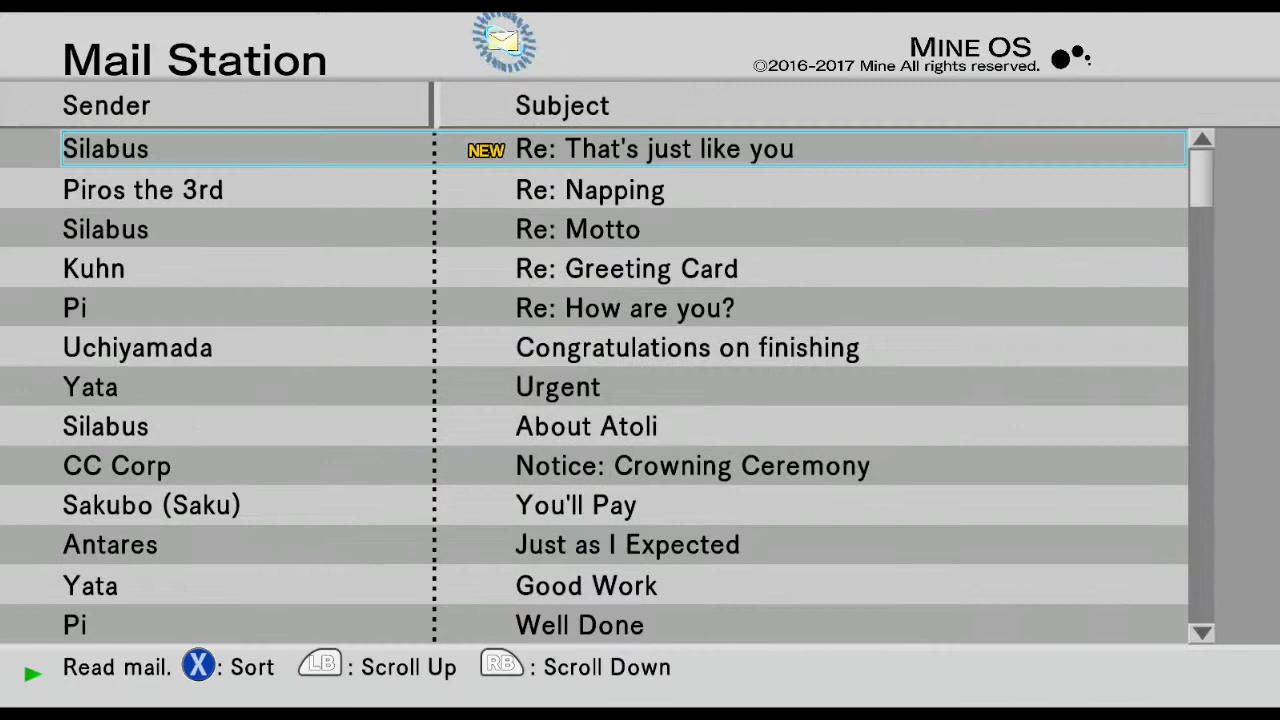 Mail Station
MINE OS
©2016-2017 Mine All rights reserved.
Sender Subject
Silabus NEW Re: That's just like you
Piros the 3rd Re: Napping
Silabus Re: Motto
Kuhn Re: Greeting Card
Pi Re: How are you?
Uchiyamada Congratulations on finishing
Yata Urgent
Silabus About Atoli
CC Corp Notice: Crowning Ceremony
Sakubo (Saku) You'll Pay
Antares Just as I Expected
Yata Good Work
Pi Well Done
Read mail. X : Sort LB : Scroll Up RB : Scroll Down